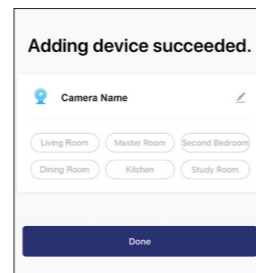 Adding device succeeded.
Camera Name
Living Room Master Room Second Bedroom
Dining Room Kitchen Study Room
Done